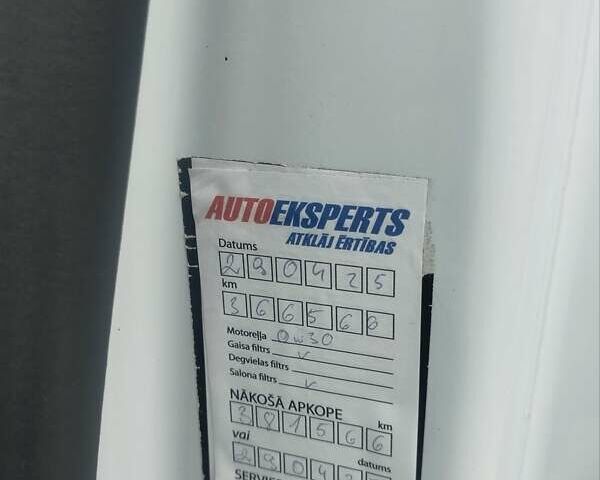 AUTOEKSPERTS
ATKLĀJ ĒRTĪBAS
Datums
290425
km
366568
Motoreļļa 0w30
Gaisa filtrs ✓
Degvielas filtrs
Salona filtrs ✓
NĀKOŠĀ APKOPE
km
381566
vai
datums
2904